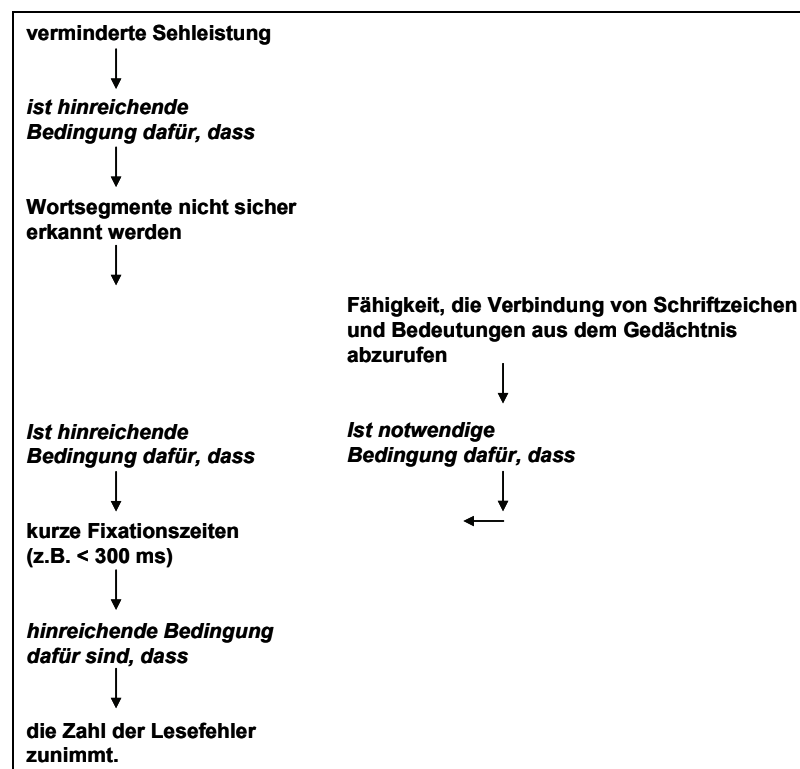 verminderte Sehleistung
ist hinreichende
Bedingung dafür, dass
Wortsegmente nicht sicher
erkannt werden
Fähigkeit, die Verbindung von Schriftzeichen
und Bedeutungen aus dem Gedächtnis
abzurufen
Ist hinreichende
Bedingung dafür, dass
Ist notwendige
Bedingung dafür, dass
kurze Fixationszeiten
(z.B. < 300 ms)
hinreichende Bedingung
dafür sind, dass
die Zahl der Lesefehler
zunimmt.